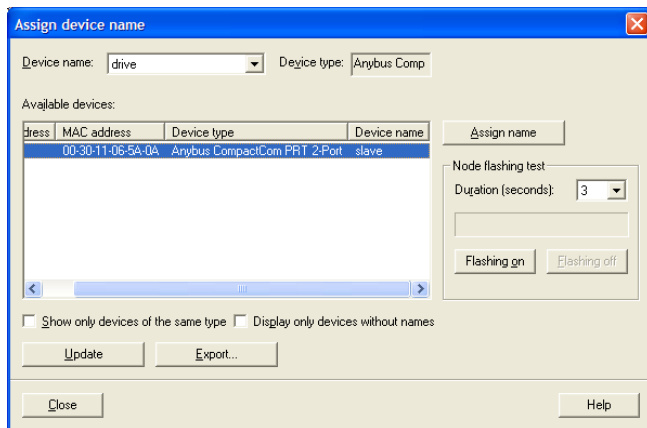 Assign device name
Device name: drive Device type: Anybus Comp
Available devices:
dress MAC address Device type Device name
00-30-11-06-5A-0A Anybus CompactCom PRT 2-Port slave
Assign name
Node flashing test
Duration (seconds): 3
Flashing on Flashing off
Show only devices of the same type Display only devices without names
Update Export...
Close Help